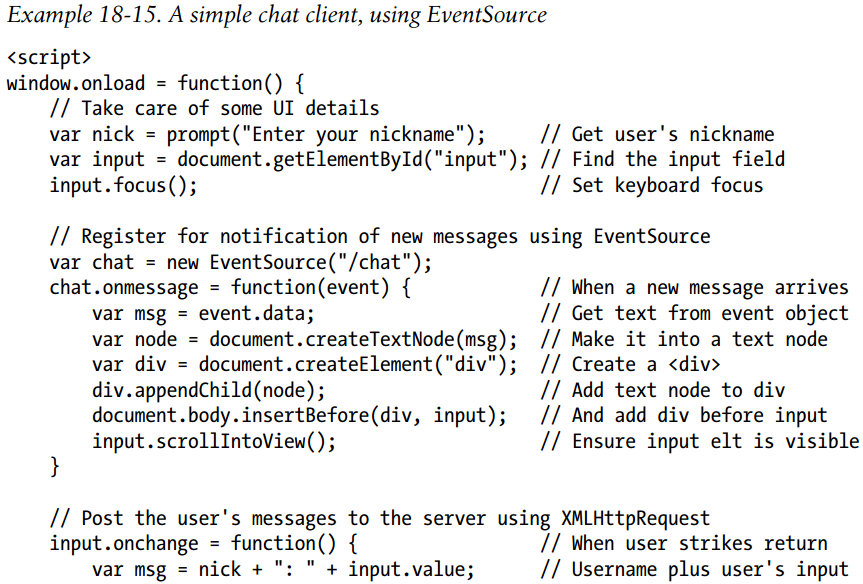 Example 18-15. A simple chat client, using EventSource
<script>
window.onload = function() {
    // Take care of some UI details
    var nick = prompt("Enter your nickname");     // Get user's nickname
    var input = document.getElementById("input"); // Find the input field
    input.focus();                                // Set keyboard focus

    // Register for notification of new messages using EventSource
    var chat = new EventSource("/chat");
    chat.onmessage = function(event) {            // When a new message arrives
        var msg = event.data;                     // Get text from event object
        var node = document.createTextNode(msg);  // Make it into a text node
        var div = document.createElement("div");  // Create a <div>
        div.appendChild(node);                    // Add text node to div
        document.body.insertBefore(div, input);   // And add div before input
        input.scrollIntoView();                   // Ensure input elt is visible
    }

    // Post the user's messages to the server using XMLHttpRequest
    input.onchange = function() {                 // When user strikes return
        var msg = nick + ": " + input.value;      // Username plus user's input